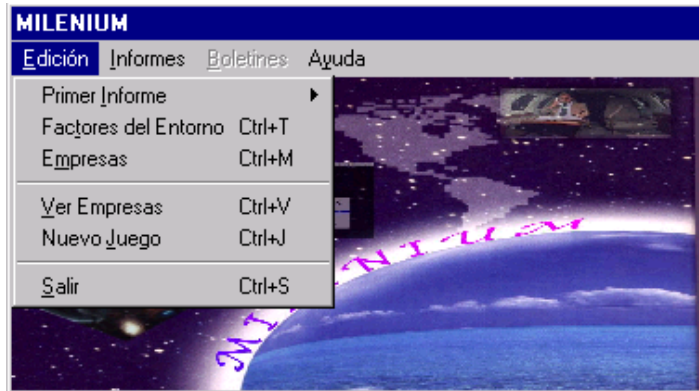 MILENIUM
Edición Informes Boletines Ayuda
Primer Informe
Factores del Entorno Ctrl+T
Empresas Ctrl+M
Ver Empresas Ctrl+V
Nuevo Juego Ctrl+J
Salir Ctrl+S
MILENIUM